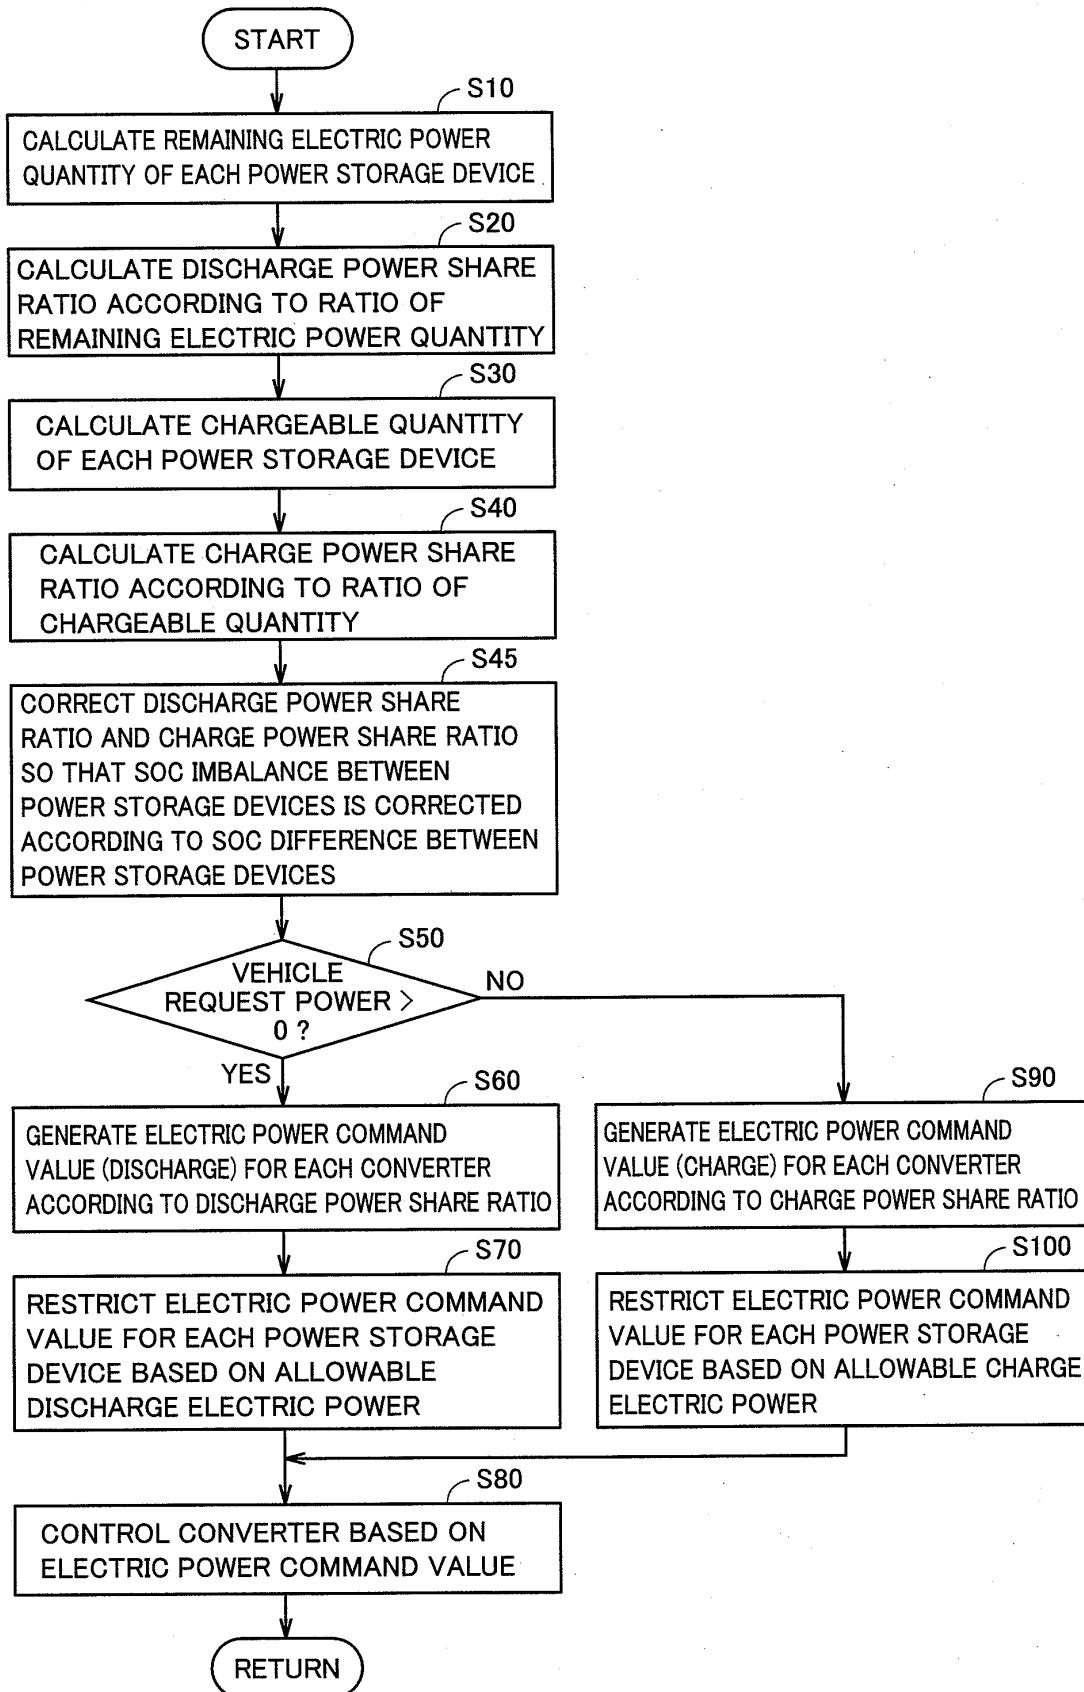 START
S10
CALCULATE REMAINING ELECTRIC POWER
QUANTITY OF EACH POWER STORAGE DEVICE
S20
CALCULATE DISCHARGE POWER SHARE
RATIO ACCORDING TO RATIO OF
REMAINING ELECTRIC POWER QUANTITY
S30
CALCULATE CHARGEABLE QUANTITY
OF EACH POWER STORAGE DEVICE
S40
CALCULATE CHARGE POWER SHARE
RATIO ACCORDING TO RATIO OF
CHARGEABLE QUANTITY
S45
CORRECT DISCHARGE POWER SHARE
RATIO AND CHARGE POWER SHARE RATIO
SO THAT SOC IMBALANCE BETWEEN
POWER STORAGE DEVICES IS CORRECTED
ACCORDING TO SOC DIFFERENCE BETWEEN
POWER STORAGE DEVICES
S50
VEHICLE
REQUEST POWER >
0 ?
NO
YES
S60
GENERATE ELECTRIC POWER COMMAND
VALUE (DISCHARGE) FOR EACH CONVERTER
ACCORDING TO DISCHARGE POWER SHARE RATIO
S90
GENERATE ELECTRIC POWER COMMAND
VALUE (CHARGE) FOR EACH CONVERTER
ACCORDING TO CHARGE POWER SHARE RATIO
S70
RESTRICT ELECTRIC POWER COMMAND
VALUE FOR EACH POWER STORAGE
DEVICE BASED ON ALLOWABLE
DISCHARGE ELECTRIC POWER
S100
RESTRICT ELECTRIC POWER COMMAND
VALUE FOR EACH POWER STORAGE
DEVICE BASED ON ALLOWABLE CHARGE
ELECTRIC POWER
S80
CONTROL CONVERTER BASED ON
ELECTRIC POWER COMMAND VALUE
RETURN